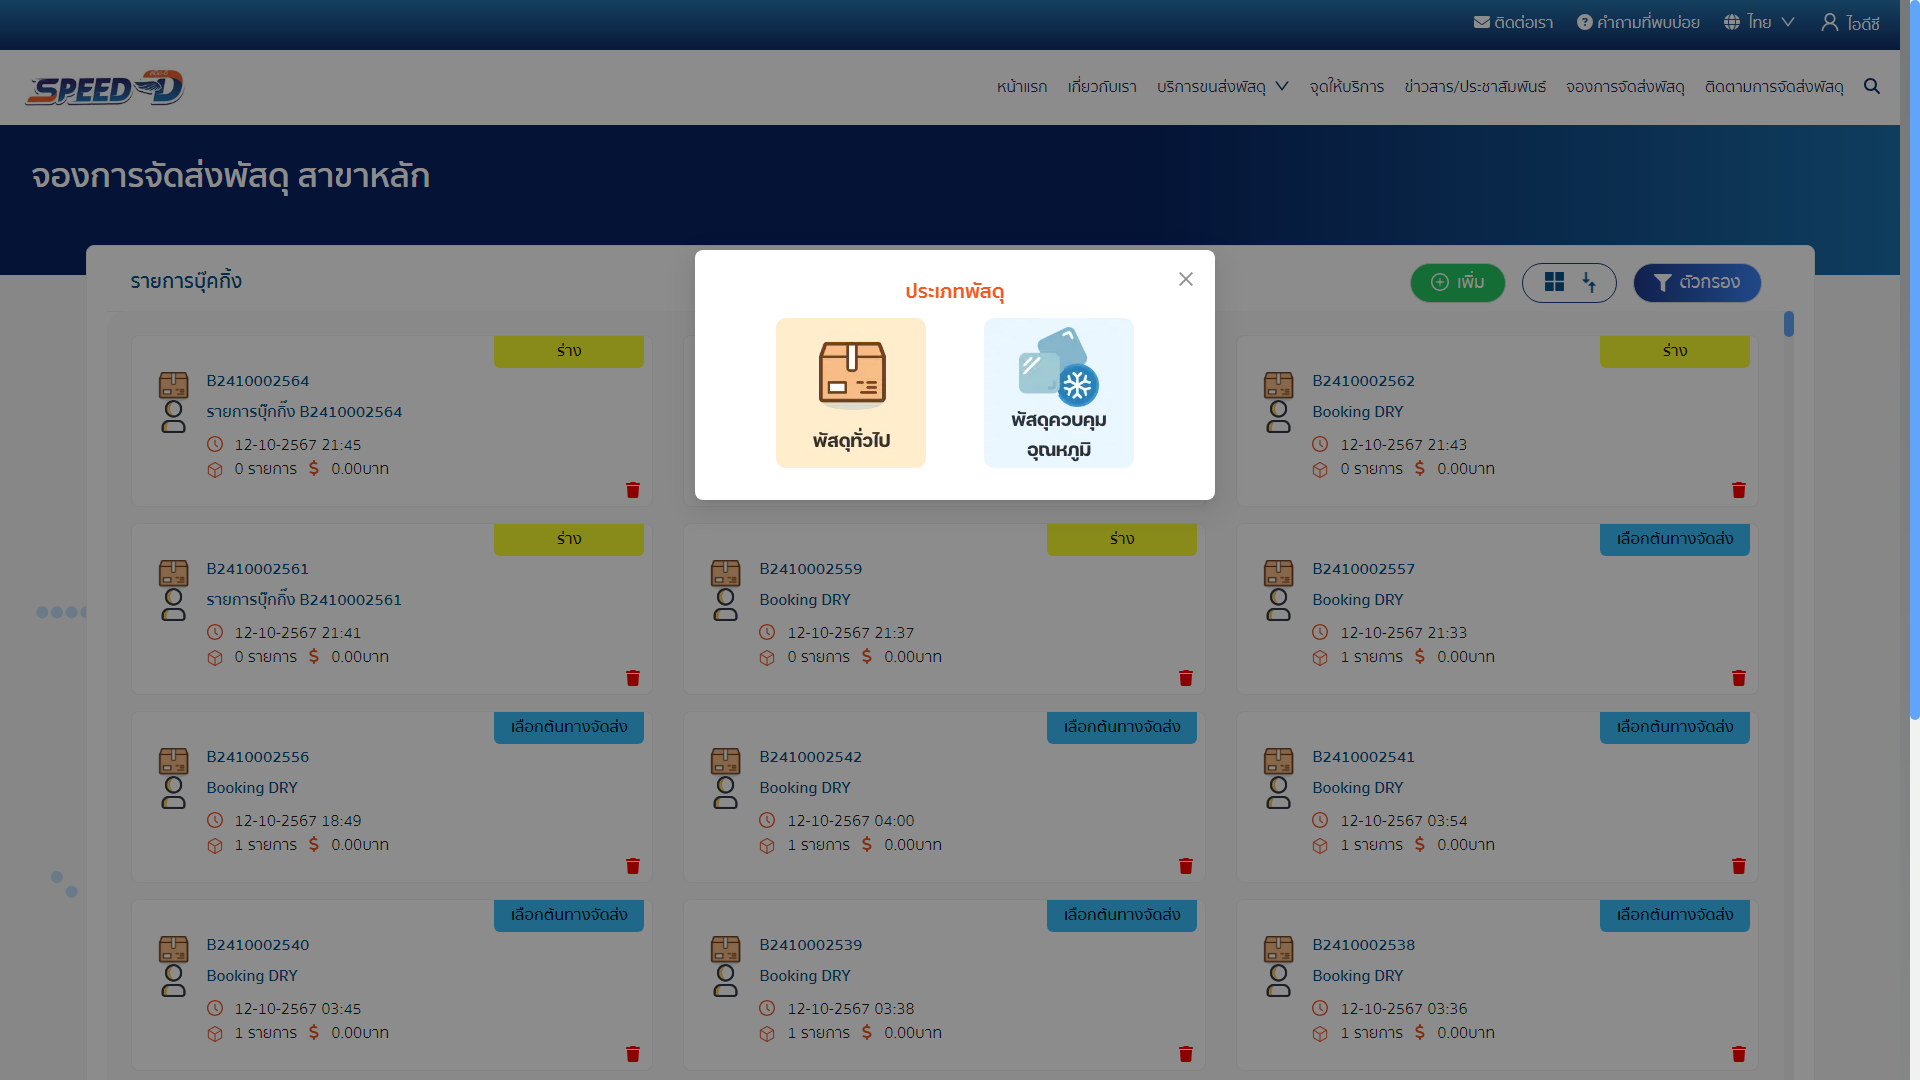 ติดต่อเรา คำถามที่พบบ่อย ไทย ไอดีซี
SPEED-D
หน้าแรก เกี่ยวกับเรา บริการขนส่งพัสดุ จุดให้บริการ ข่าวสาร/ประชาสัมพันธ์ จองการจัดส่งพัสดุ ติดตามการจัดส่งพัสดุ
จองการจัดส่งพัสดุ สาขาหลัก
รายการบุ๊คกิ้ง
เพิ่ม
ตัวกรอง
ประเภทพัสดุ
พัสดุทั่วไป
พัสดุควบคุม
อุณหภูมิ
ร่าง
B2410002564
รายการบุ๊กกิ๊ง B2410002564
12-10-2567 21:45
0 รายการ $ 0.00บาท
ร่าง
B2410002562
Booking DRY
12-10-2567 21:43
0 รายการ $ 0.00บาท
ร่าง
B2410002561
รายการบุ๊กกิ๊ง B2410002561
12-10-2567 21:41
0 รายการ $ 0.00บาท
ร่าง
B2410002559
Booking DRY
12-10-2567 21:37
0 รายการ $ 0.00บาท
เลือกต้นทางจัดส่ง
B2410002557
Booking DRY
12-10-2567 21:33
1 รายการ $ 0.00บาท
เลือกต้นทางจัดส่ง
B2410002556
Booking DRY
12-10-2567 18:49
1 รายการ $ 0.00บาท
เลือกต้นทางจัดส่ง
B2410002542
Booking DRY
12-10-2567 04:00
1 รายการ $ 0.00บาท
เลือกต้นทางจัดส่ง
B2410002541
Booking DRY
12-10-2567 03:54
1 รายการ $ 0.00บาท
เลือกต้นทางจัดส่ง
B2410002540
Booking DRY
12-10-2567 03:45
1 รายการ $ 0.00บาท
เลือกต้นทางจัดส่ง
B2410002539
Booking DRY
12-10-2567 03:38
1 รายการ $ 0.00บาท
เลือกต้นทางจัดส่ง
B2410002538
Booking DRY
12-10-2567 03:36
1 รายการ $ 0.00บาท